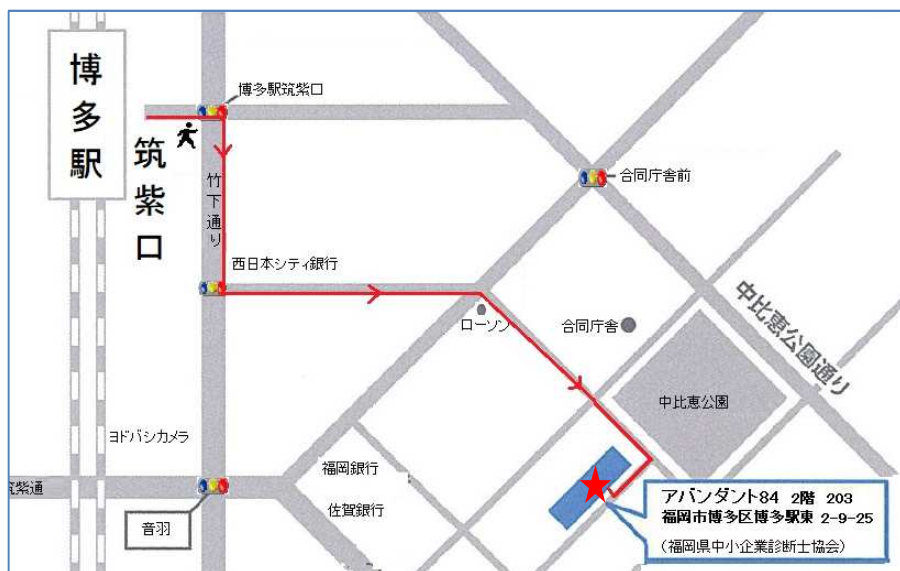 博多駅
筑紫口
博多駅筑紫口
竹下通り
合同庁舎前
西日本シティ銀行
ローソン
合同庁舎
中比恵公園通り
中比恵公園
ヨドバシカメラ
福岡銀行
筑紫通
佐賀銀行
音羽
アバンダント84 2階 203
福岡市博多区博多駅東 2-9-25
(福岡県中小企業診断士協会)